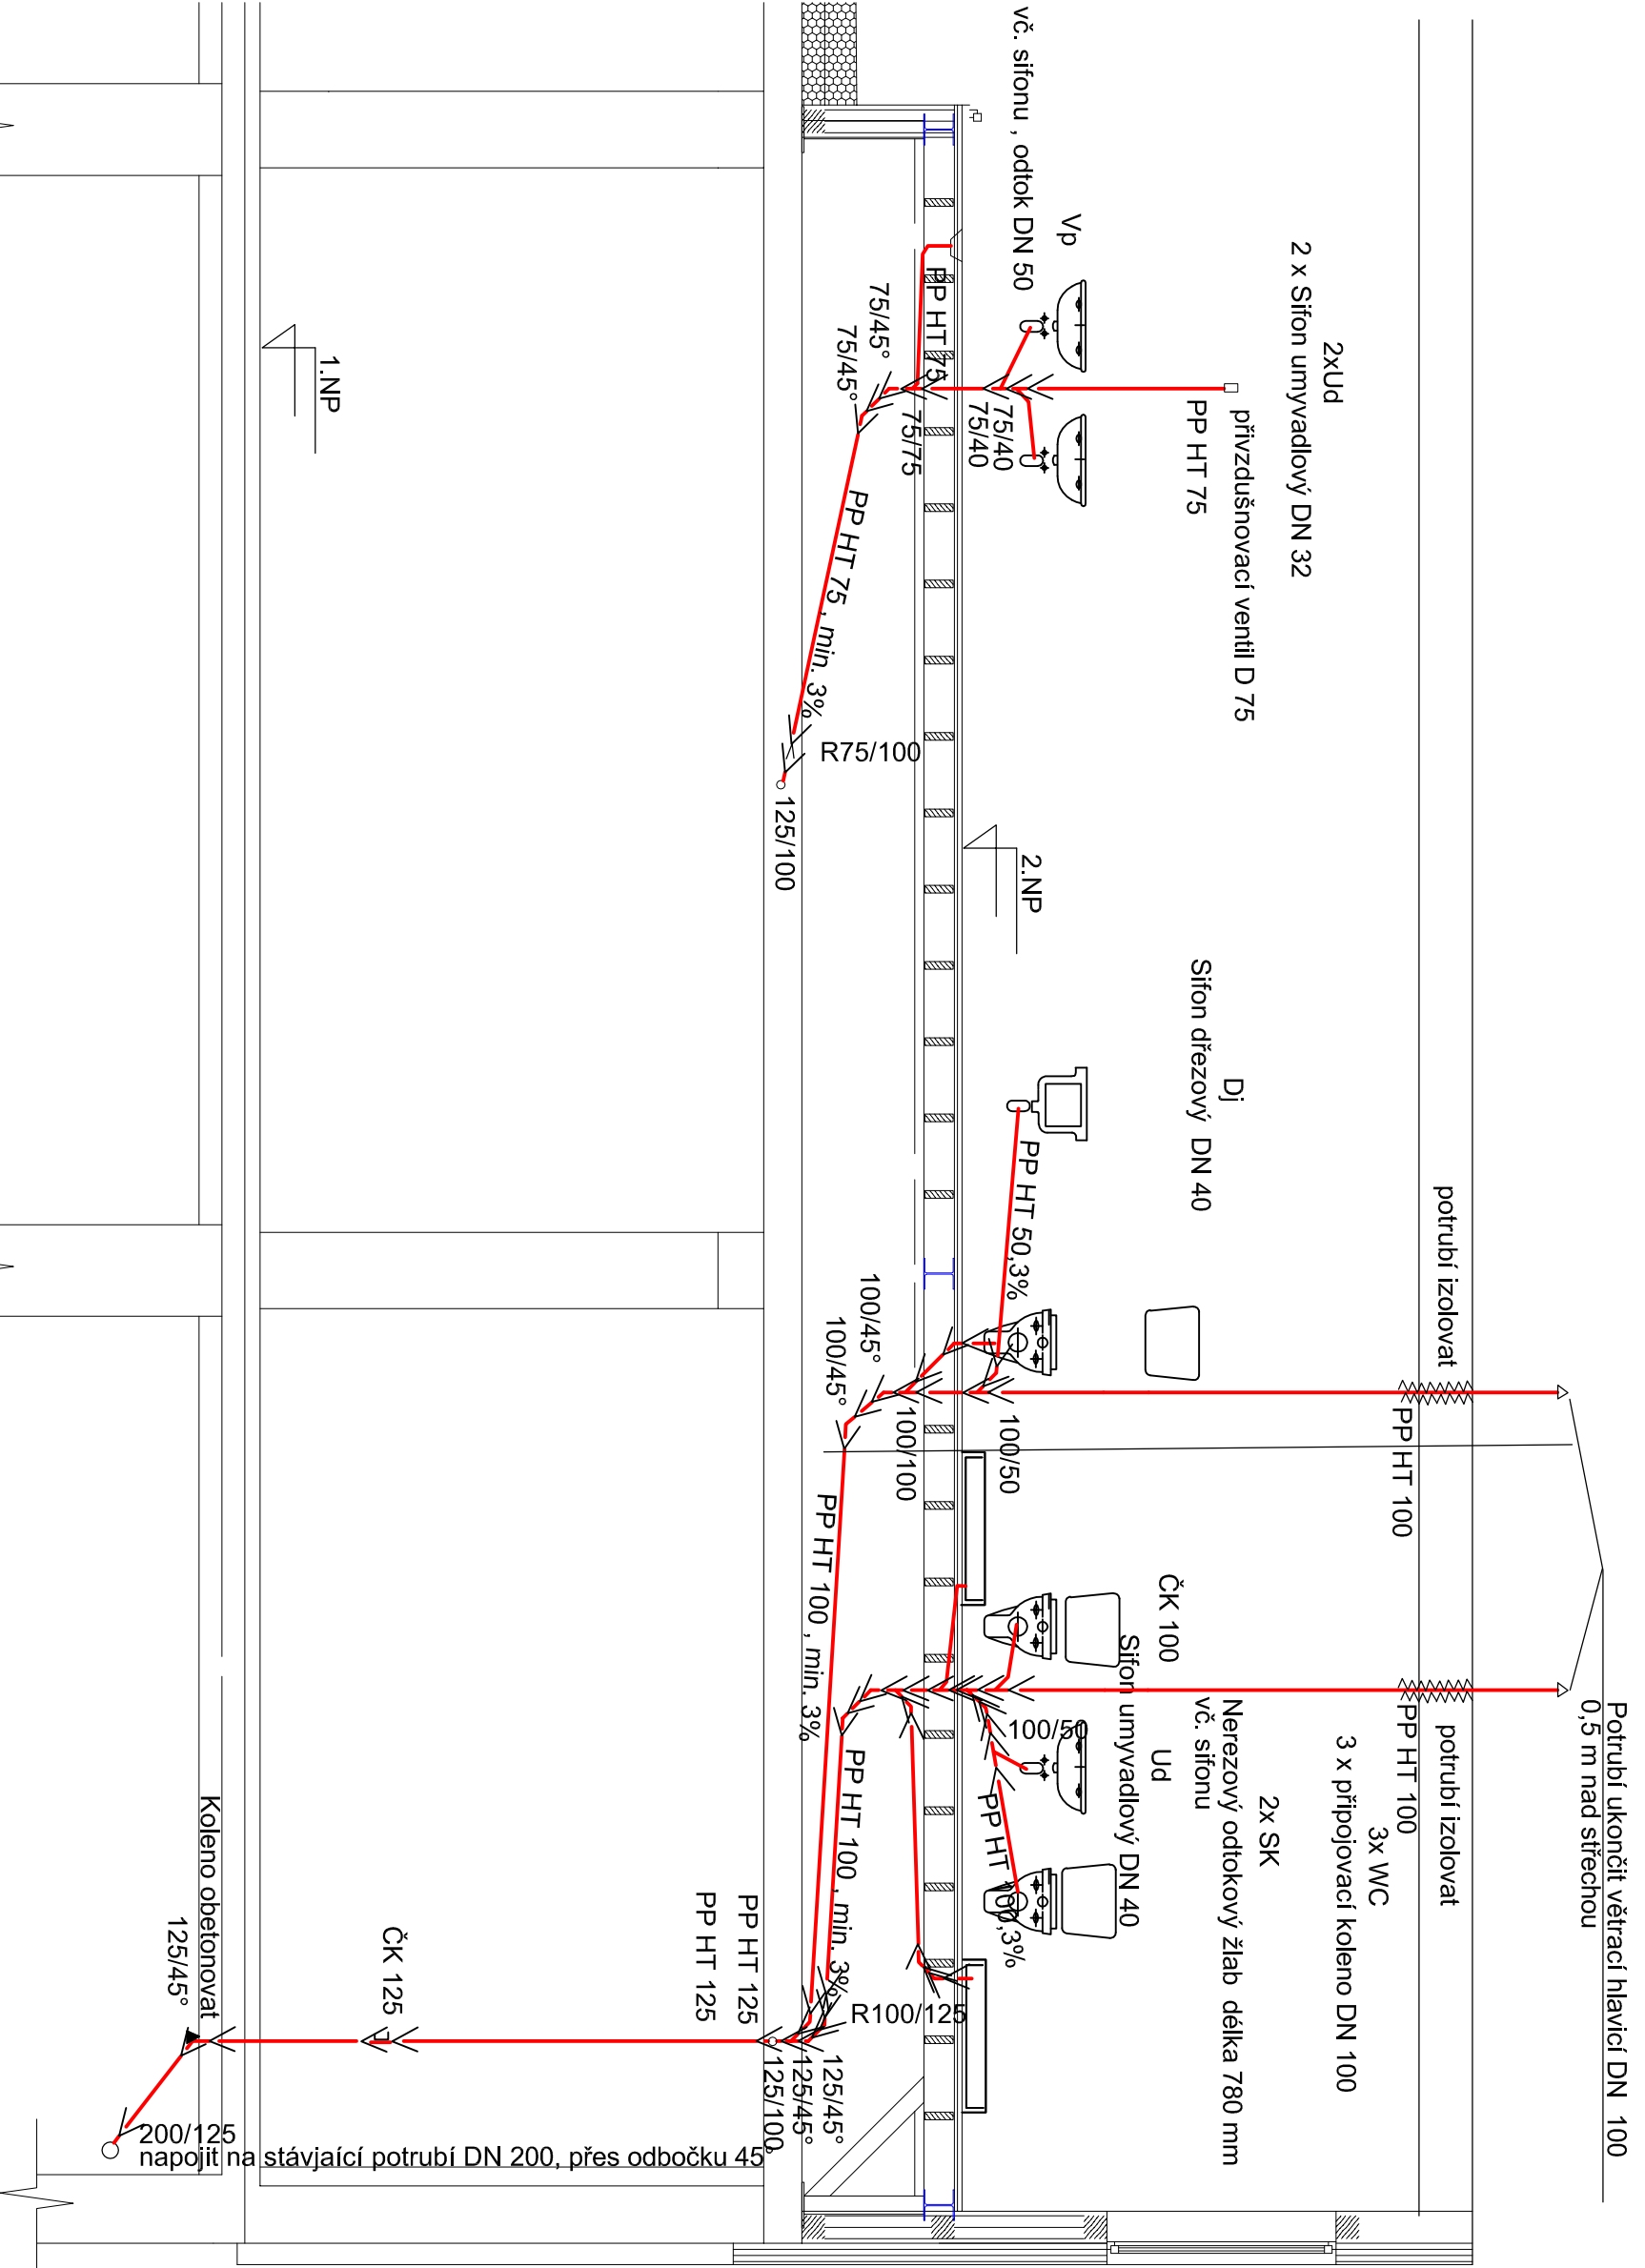 Potrubí ukončit větrací hlavicí DN 100
0,5 m nad střechou
potrubí izolovat
potrubí izolovat
PP HT 100
PP HT 100
3x WC
3 x připojovací koleno DN 100
2xUd
2 x Sifon umyvadlový DN 32
přivzdušnovací ventil D 75
PP HT 75
2x SK
Nerezový odtokový žlab délka 780 mm
vč. sifonu
Dj
Sifon dřezový DN 40
ČK 100
Ud
Sifon umyvadlový DN 40
Vp
vč. sifonu , odtok DN 50
75/40
75/40
75/75
PP HT 75
75/45°
75/45°
PP HT 75 , min. 3%
R75/100
125/100
2.NP
PP HT 50,3%
100/50
100/100
100/45°
100/45°
100/50
PP HT 100,3%
PP HT 100 , min. 3%
PP HT 100 , min. 3%
R100/125
125/45°
125/45°
125/100°
PP HT 125
PP HT 125
1.NP
ČK 125
Koleno obetonovat
125/45°
200/125
napojit na stávjaící potrubí DN 200, přes odbočku 45°